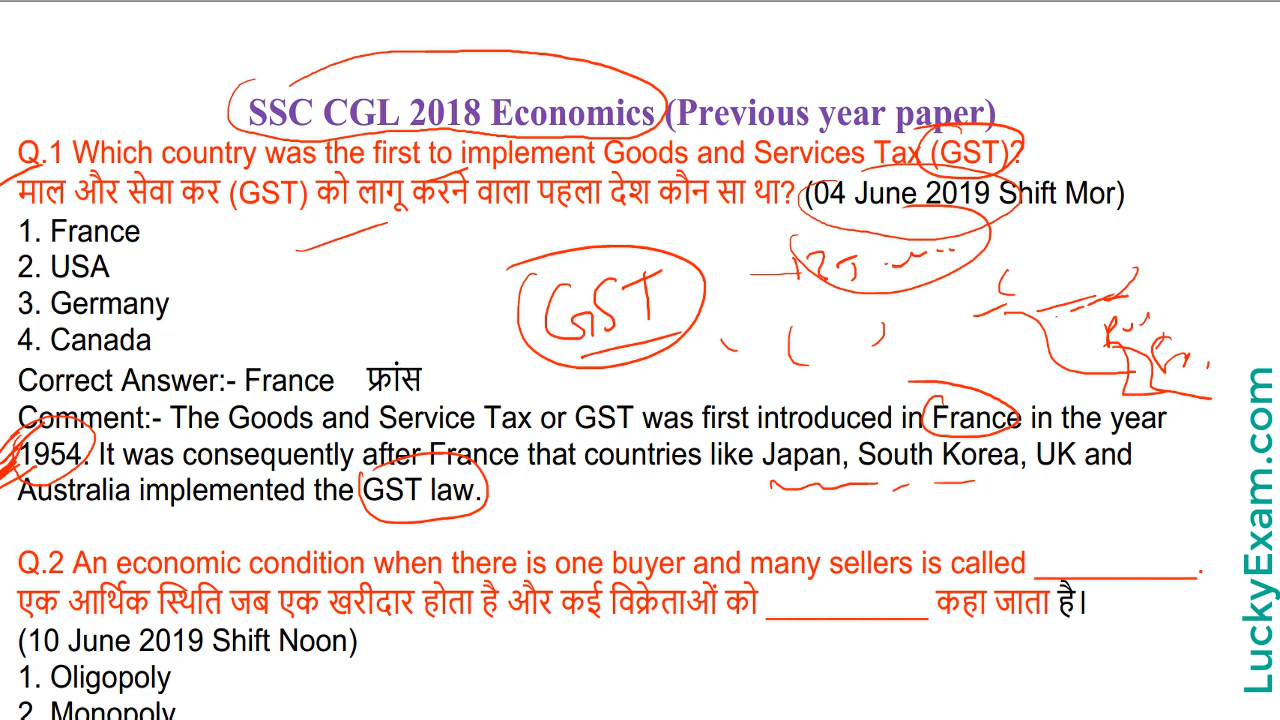 SSC CGL 2018 Economics (Previous year paper)
Q.1 Which country was the first to implement Goods and Services Tax (GST)?
माल और सेवा कर (GST) को लागू करने वाला पहला देश कौन सा था? (04 June 2019 Shift Mor)
1. France
2. USA
3. Germany
4. Canada
GST
Correct Answer:- France फ्रांस
Comment:- The Goods and Service Tax or GST was first introduced in France in the year
1954. It was consequently after France that countries like Japan, South Korea, UK and
Australia implemented the GST law.
Q.2 An economic condition when there is one buyer and many sellers is called __________.
एक आर्थिक स्थिति जब एक खरीदार होता है और कई विक्रेताओं को __________ कहा जाता है।
(10 June 2019 Shift Noon)
1. Oligopoly
2. Monopoly
LuckyExam.com